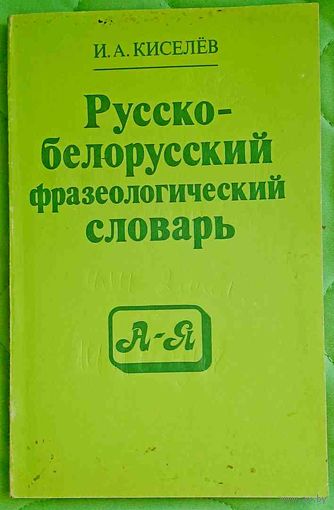 И. А. КИСЕЛЁВ
Русско-
белорусский
фразеологический
словарь
А-Я